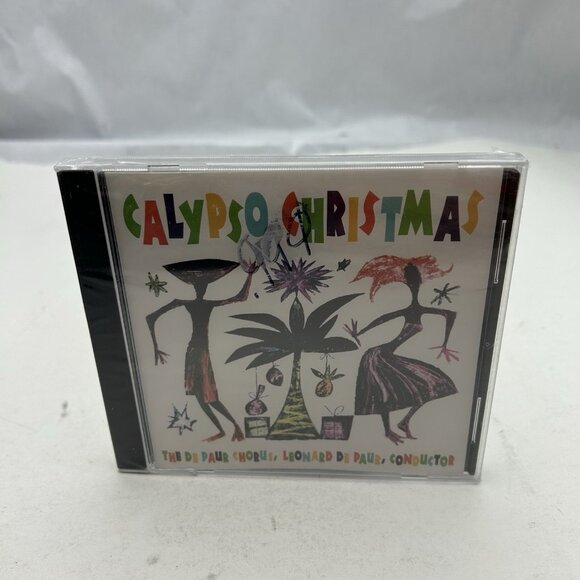 CALYPSO CHRISTMAS
THE DE PAUR CHORUS, LEONARD DE PAUR, CONDUCTOR